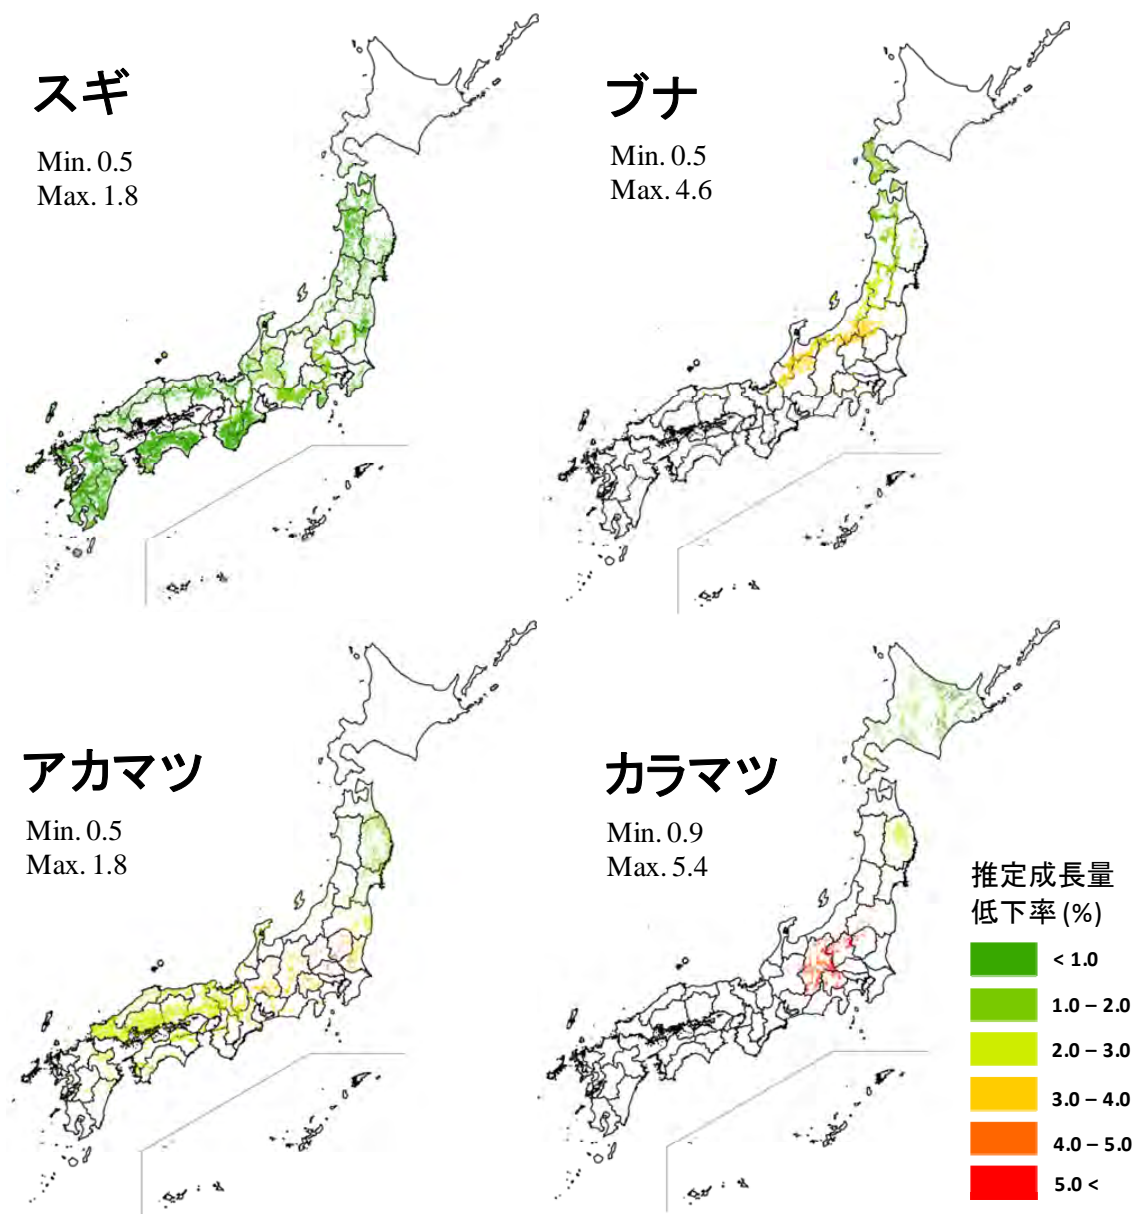 スギ
Min. 0.5
Max. 1.8
ブナ
Min. 0.5
Max. 4.6
アカマツ
Min. 0.5
Max. 1.8
カラマツ
Min. 0.9
Max. 5.4
推定成長量
低下率 (%)
< 1.0
1.0 – 2.0
2.0 – 3.0
3.0 – 4.0
4.0 – 5.0
5.0 <